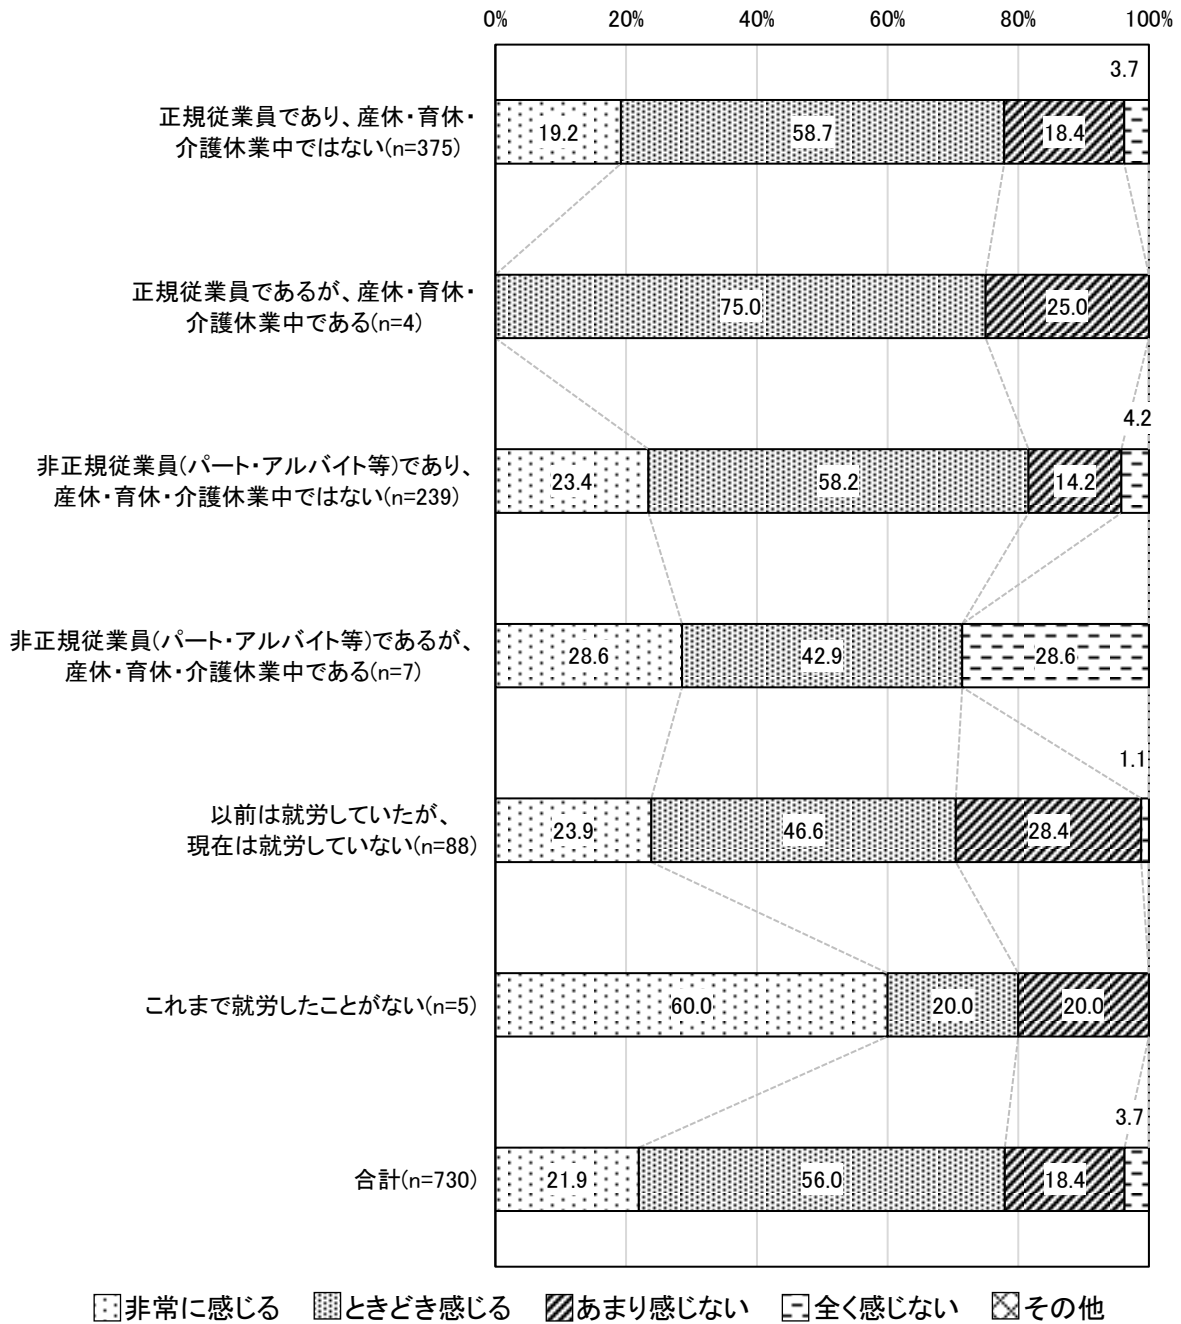 0% 20% 40% 60% 80% 100%
3.7
正規従業員であり、産休・育休・
介護休業中ではない(n=375)
19.2 58.7 18.4
正規従業員であるが、産休・育休・
介護休業中である(n=4)
75.0 25.0
4.2
非正規従業員(パート・アルバイト等)であり、
産休・育休・介護休業中ではない(n=239)
23.4 58.2 14.2
非正規従業員(パート・アルバイト等)であるが、
産休・育休・介護休業中である(n=7)
28.6 42.9 28.6
1.1
以前は就労していたが、
現在は就労していない(n=88)
23.9 46.6 28.4
これまで就労したことがない(n=5)
60.0 20.0 20.0
3.7
合計(n=730)
21.9 56.0 18.4
非常に感じる ときどき感じる あまり感じない 全く感じない その他